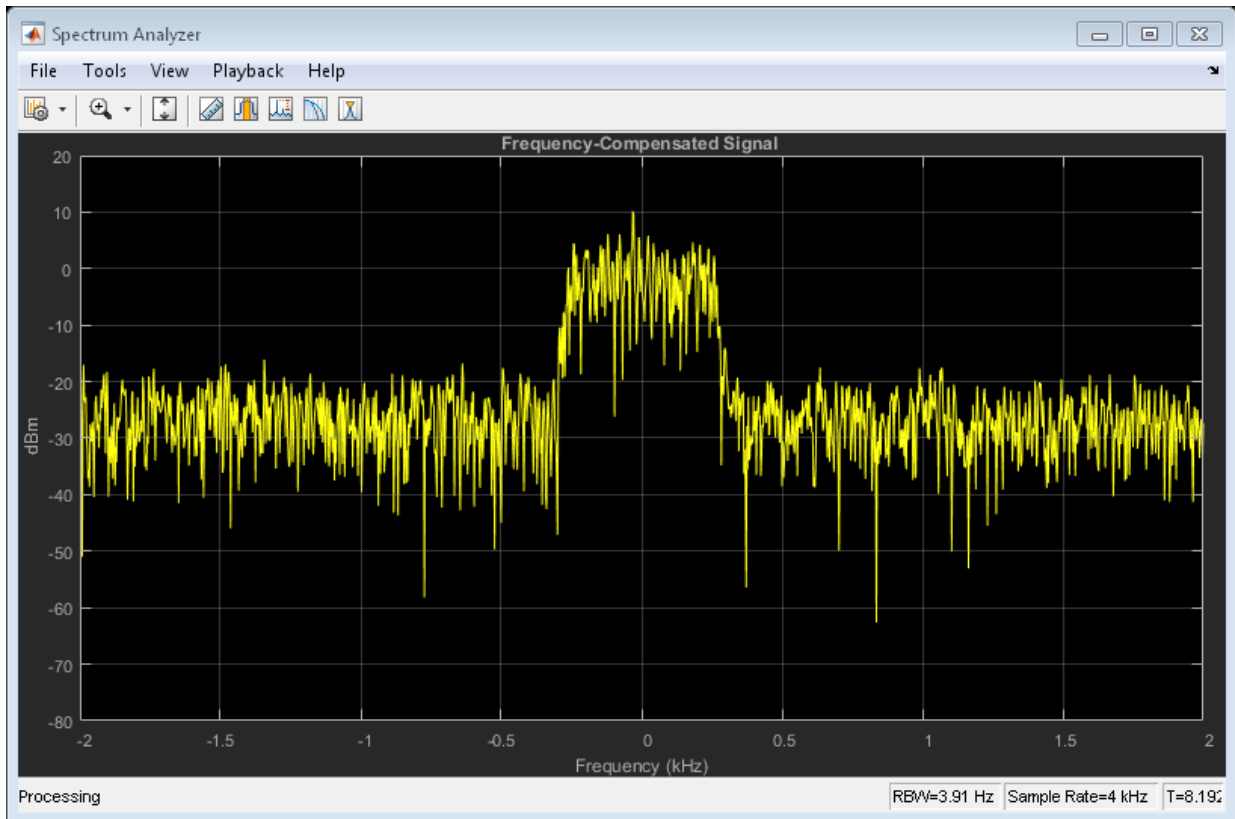 Spectrum Analyzer
File Tools View Playback Help
Frequency-Compensated Signal
20
10
0
-10
-20
-30
-40
-50
-60
-70
-80
dBm
-2 -1.5 -1 -0.5 0 0.5 1 1.5 2
Frequency (kHz)
Processing RBW=3.91 Hz Sample Rate=4 kHz T=8.192